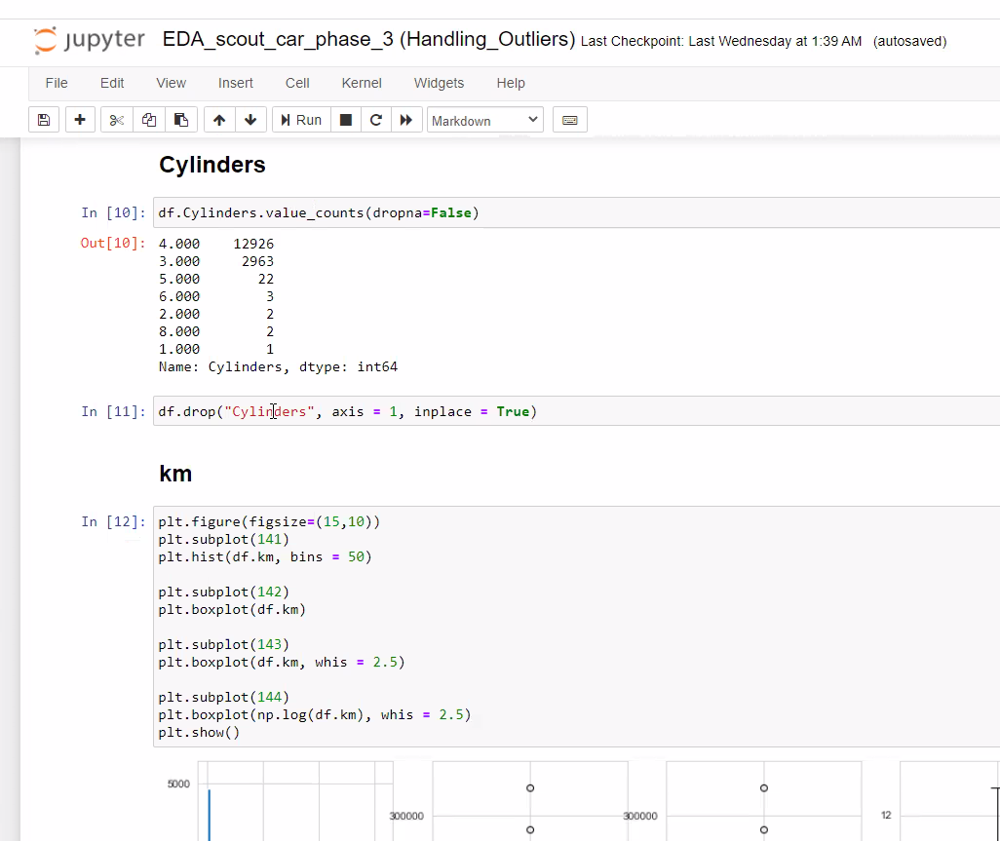 jupyter EDA_scout_car_phase_3 (Handling_Outliers) Last Checkpoint: Last Wednesday at 1:39 AM (autosaved)
File Edit View Insert Cell Kernel Widgets Help
Run Markdown
Cylinders
In [10]: df.Cylinders.value_counts(dropna=False)
Out[10]: 4.000 12926
3.000 2963
5.000 22
6.000 3
2.000 2
8.000 2
1.000 1
Name: Cylinders, dtype: int64
In [11]: df.drop("Cylinders", axis = 1, inplace = True)
km
In [12]: plt.figure(figsize=(15,10))
plt.subplot(141)
plt.hist(df.km, bins = 50)
plt.subplot(142)
plt.boxplot(df.km)
plt.subplot(143)
plt.boxplot(df.km, whis = 2.5)
plt.subplot(144)
plt.boxplot(np.log(df.km), whis = 2.5)
plt.show()
5000
300000 300000 12